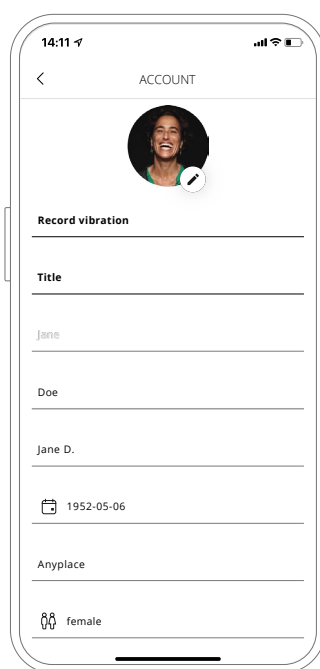 14:11
ACCOUNT
Record vibration
Title
Jane
Doe
Jane D.
1952-05-06
Anyplace
female